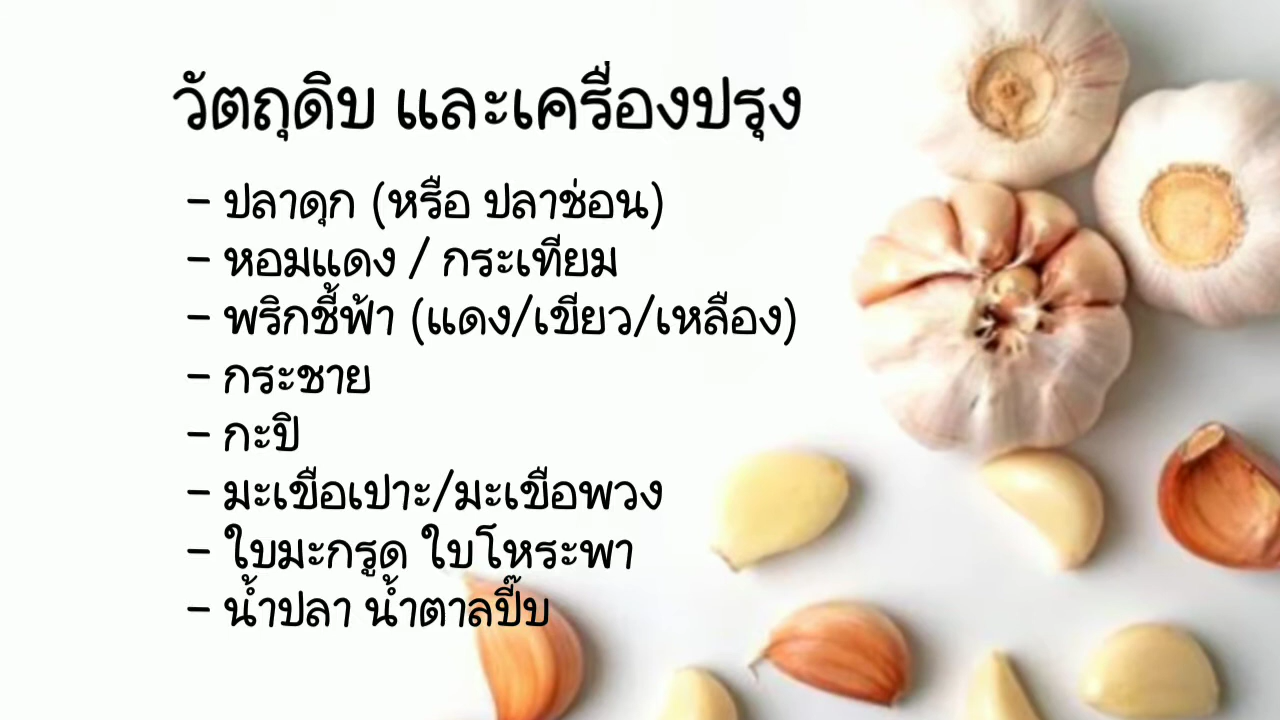 วัตถุดิบ และเครื่องปรุง
– ปลาดุก (หรือ ปลาช่อน)
– หอมแดง / กระเทียม
– พริกชี้ฟ้า (แดง/เขียว/เหลือง)
– กระชาย
– กะปิ
– มะเขือเปาะ/มะเขือพวง
– ใบมะกรูด ใบโหระพา
– น้ำปลา น้ำตาลปี๊บ